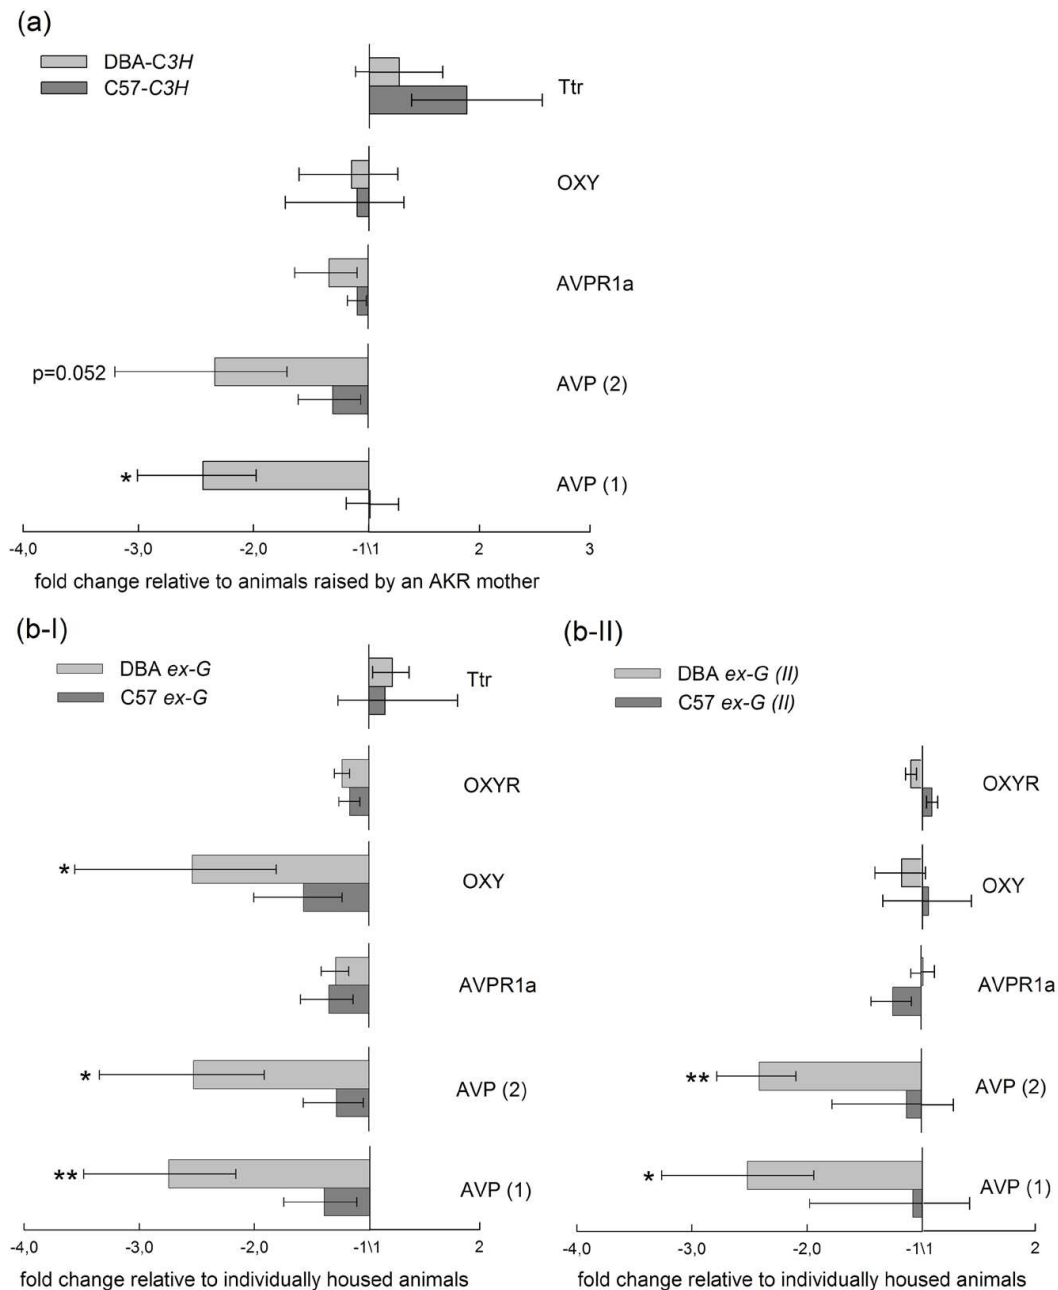 (a)
DBA-C3H
C57-C3H
Ttr
OXY
AVPR1a
p=0.052
AVP (2)
*
AVP (1)
-4,0 -3,0 -2,0 -1\1 2 3
fold change relative to animals raised by an AKR mother
(b-I)
DBA ex-G
C57 ex-G
Ttr
OXYR
*
OXY
AVPR1a
*
AVP (2)
**
AVP (1)
-4,0 -3,0 -2,0 -1\1 2
fold change relative to individually housed animals
(b-II)
DBA ex-G (II)
C57 ex-G (II)
OXYR
OXY
AVPR1a
**
AVP (2)
*
AVP (1)
-4,0 -3,0 -2,0 -1\1 2
fold change relative to individually housed animals